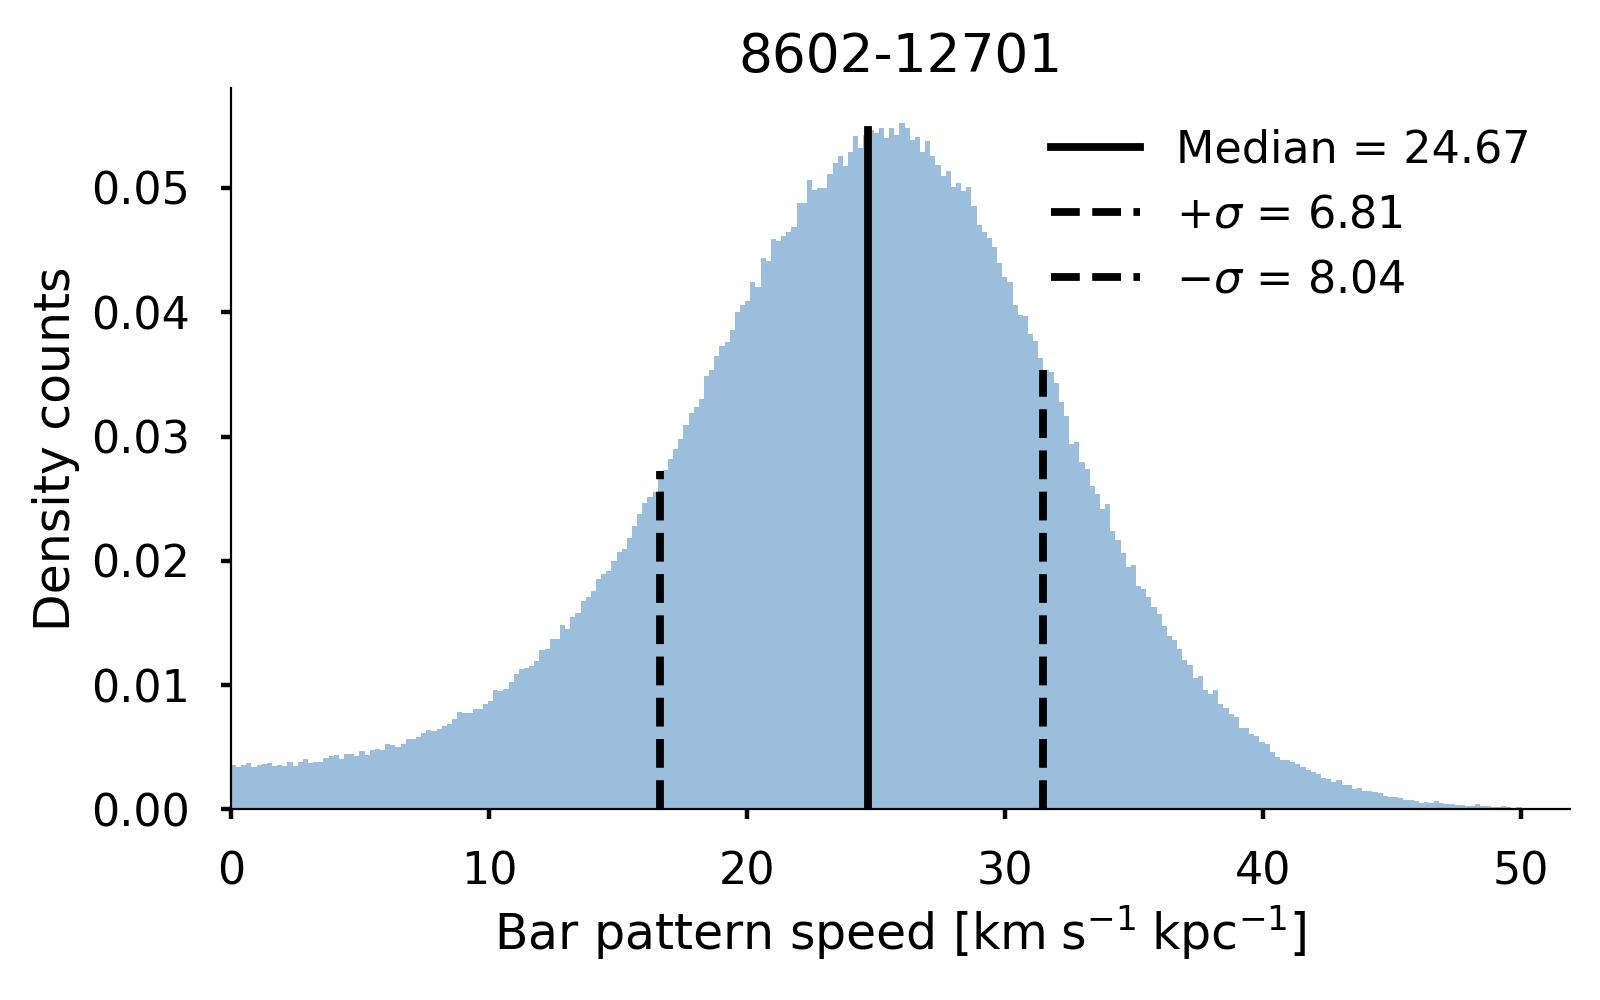 8602-12701
Median = 24.67
+σ = 6.81
−σ = 8.04
Density counts
0.05
0.04
0.03
0.02
0.01
0.00
0 10 20 30 40 50
Bar pattern speed [km s⁻¹ kpc⁻¹]